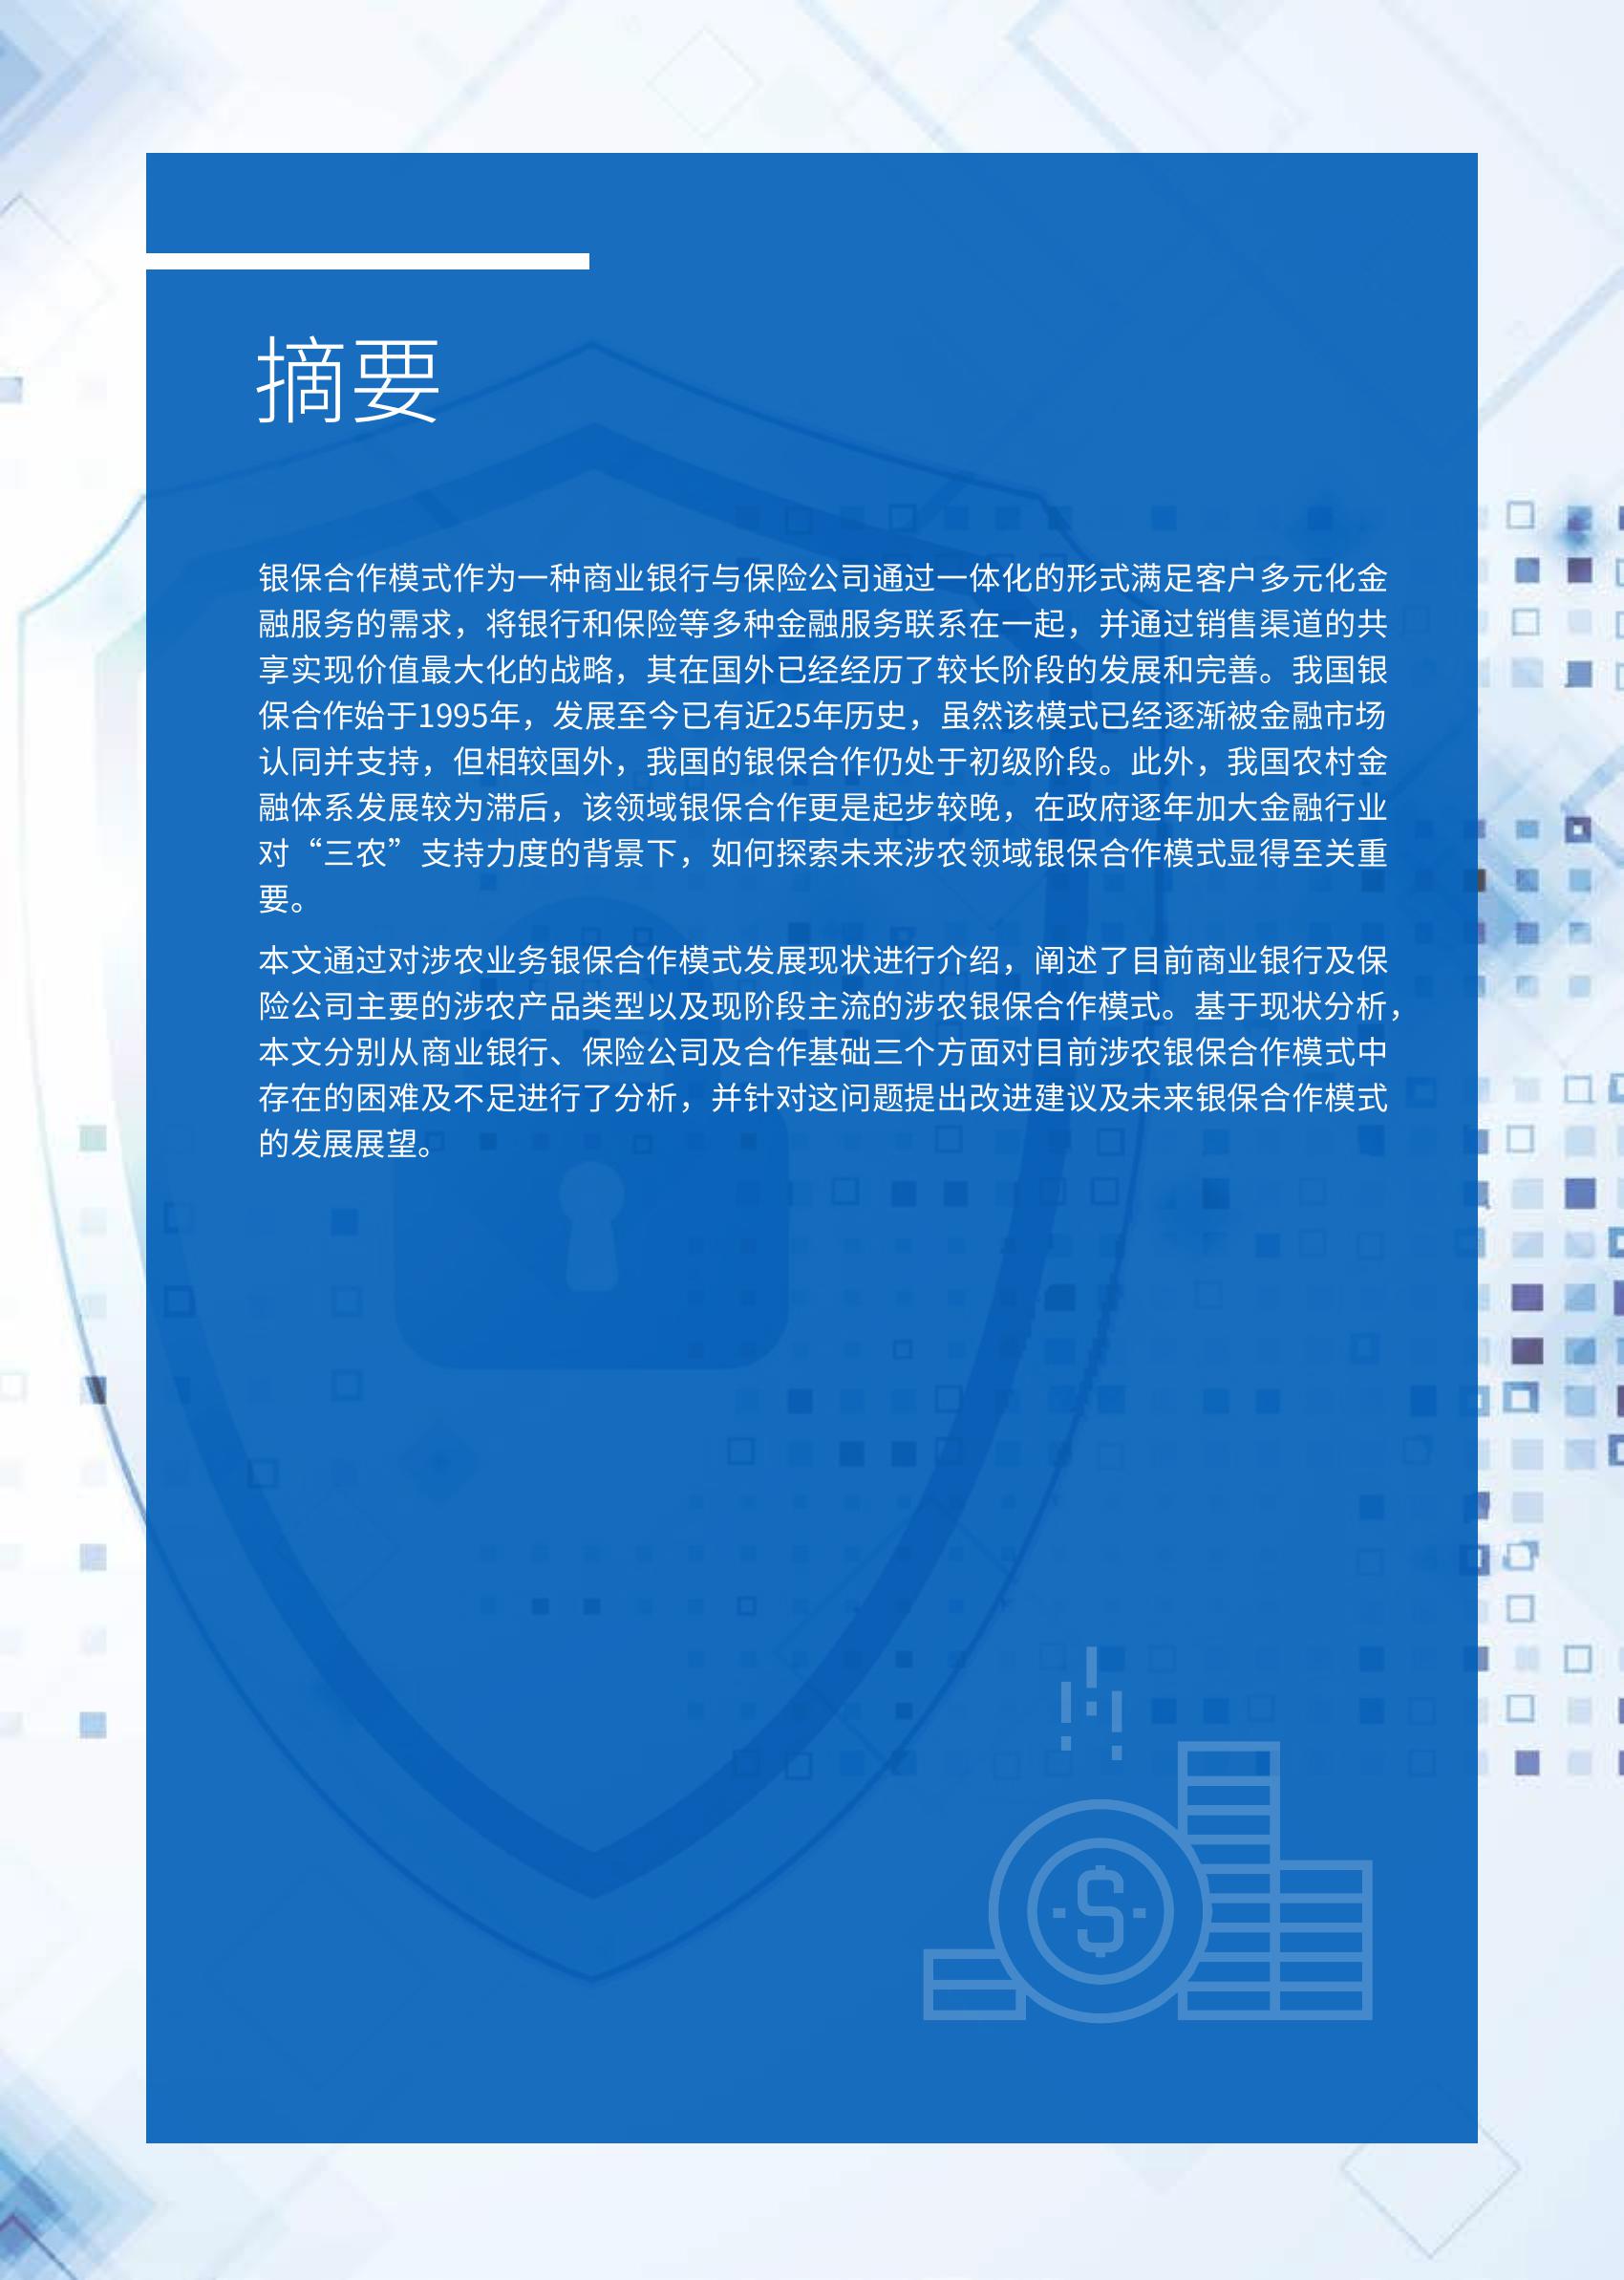 摘要
银保合作模式作为一种商业银行与保险公司通过一体化的形式满足客户多元化金
融服务的需求，将银行和保险等多种金融服务联系在一起，并通过销售渠道的共
享实现价值最大化的战略，其在国外已经经历了较长阶段的发展和完善。我国银
保合作始于1995年，发展至今已有近25年历史，虽然该模式已经逐渐被金融市场
认同并支持，但相较国外，我国的银保合作仍处于初级阶段。此外，我国农村金
融体系发展较为滞后，该领域银保合作更是起步较晚，在政府逐年加大金融行业
对“三农”支持力度的背景下，如何探索未来涉农领域银保合作模式显得至关重
要。
本文通过对涉农业务银保合作模式发展现状进行介绍，阐述了目前商业银行及保
险公司主要的涉农产品类型以及现阶段主流的涉农银保合作模式。基于现状分析，
本文分别从商业银行、保险公司及合作基础三个方面对目前涉农银保合作模式中
存在的困难及不足进行了分析，并针对这问题提出改进建议及未来银保合作模式
的发展展望。
$